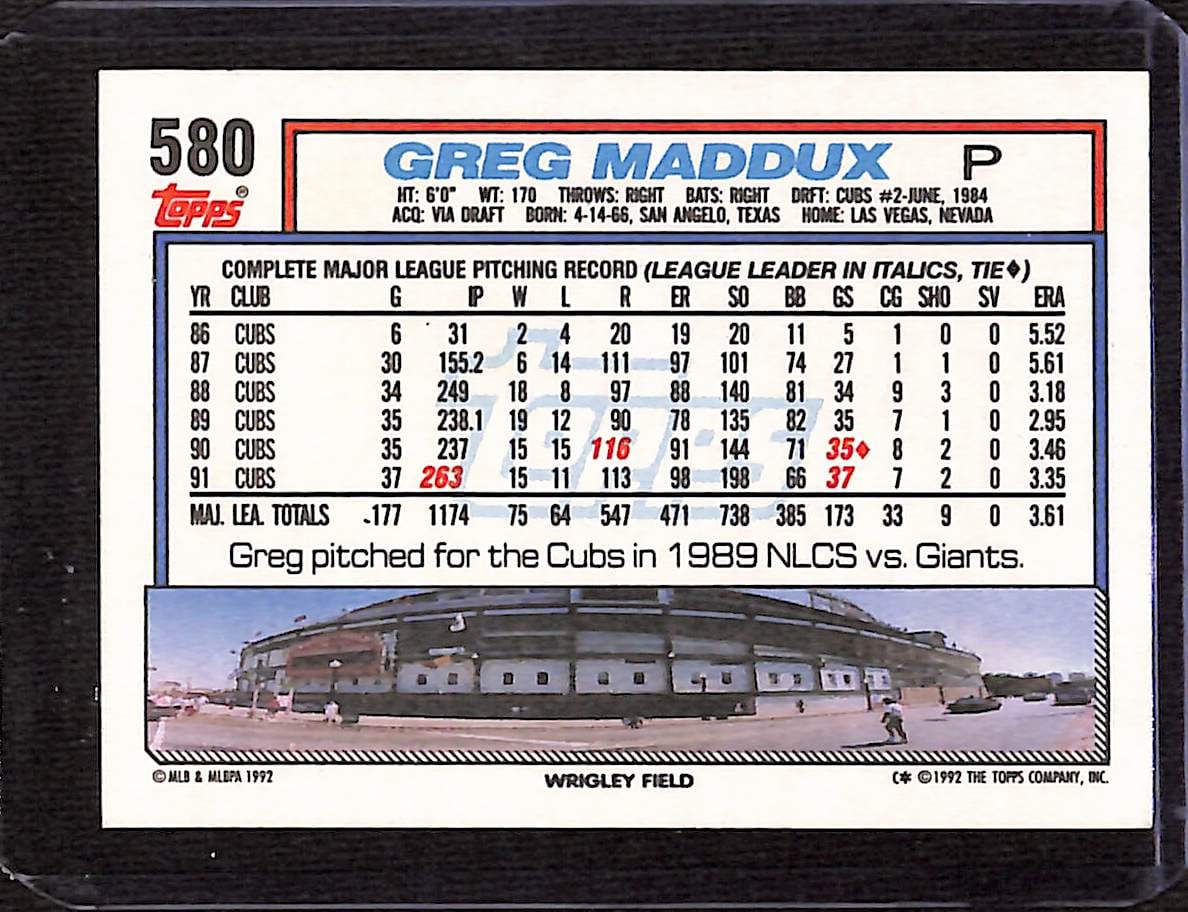 580
GREG MADDUX P
topps®
HT: 6'0" WT: 170 THROWS: RIGHT BATS: RIGHT DRFT: CUBS #2-JUNE, 1984
ACQ: VIA DRAFT BORN: 4-14-66, SAN ANGELO, TEXAS HOME: LAS VEGAS, NEVADA
COMPLETE MAJOR LEAGUE PITCHING RECORD (LEAGUE LEADER IN ITALICS, TIE♦)
YR CLUB G IP W L R ER SO BB GS CG SHO SV ERA
86 CUBS 6 31 2 4 20 19 20 11 5 1 0 0 5.52
87 CUBS 30 155.2 6 14 111 97 101 74 27 1 1 0 5.61
88 CUBS 34 249 18 8 97 88 140 81 34 9 3 0 3.18
89 CUBS 35 238.1 19 12 90 78 135 82 35 7 1 0 2.95
90 CUBS 35 237 15 15 116 91 144 71 35♦ 8 2 0 3.46
91 CUBS 37 263 15 11 113 98 198 66 37 7 2 0 3.35
MAJ. LEA. TOTALS 177 1174 75 64 547 471 738 385 173 33 9 0 3.61
Greg pitched for the Cubs in 1989 NLCS vs. Giants.
© MLB & MLBPA 1992 WRIGLEY FIELD C* © 1992 THE TOPPS COMPANY, INC.